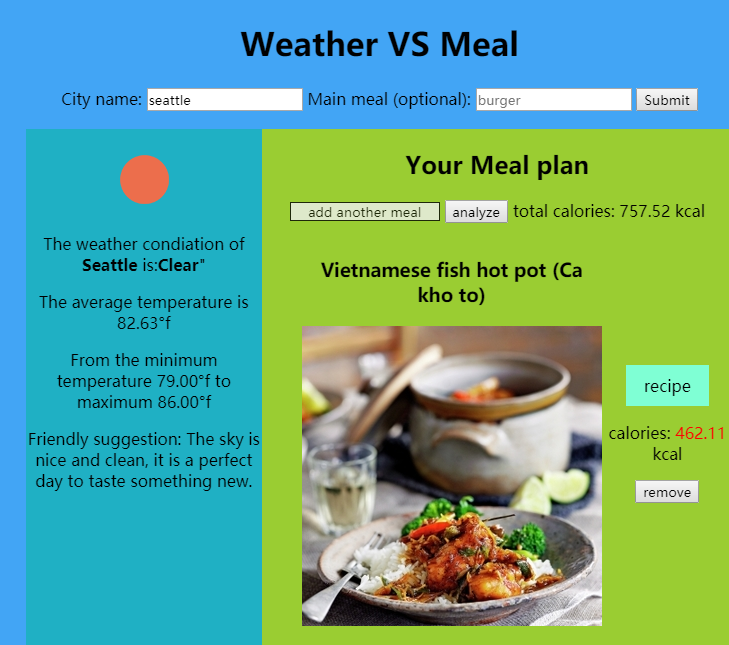 Weather VS Meal
City name: seattle Main meal (optional): burger Submit
The weather condiation of
Seattle is:Clear"
The average temperature is
82.63°f
From the minimum
temperature 79.00°f to
maximum 86.00°f
Friendly suggestion: The sky is
nice and clean, it is a perfect
day to taste something new.
Your Meal plan
add another meal analyze total calories: 757.52 kcal
Vietnamese fish hot pot (Ca
kho to)
recipe
calories: 462.11
kcal
remove